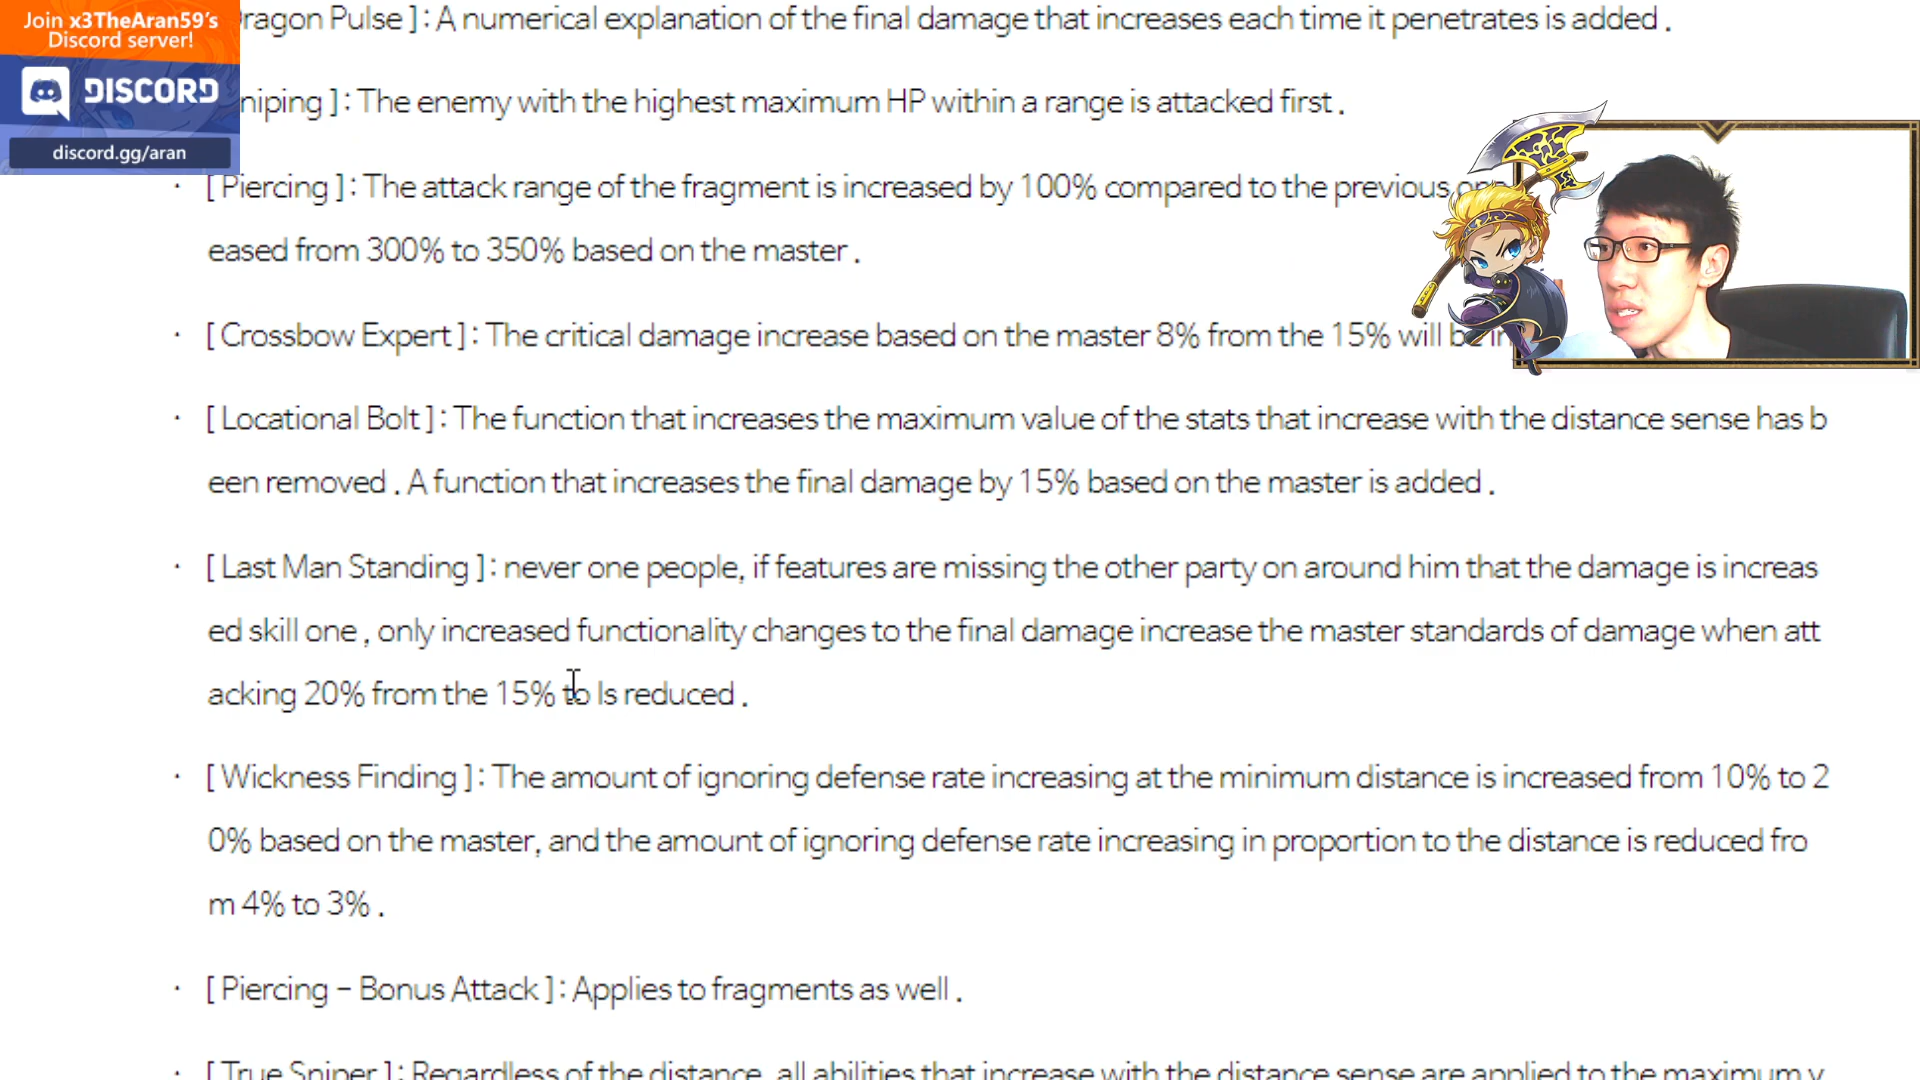 Join x3TheAran59's
Discord server!
DISCORD
discord.gg/aran
ragon Pulse ] : A numerical explanation of the final damage that increases each time it penetrates is added .
niping ] : The enemy with the highest maximum HP within a range is attacked first .
· [ Piercing ] : The attack range of the fragment is increased by 100% compared to the previous
eased from 300% to 350% based on the master .
· [ Crossbow Expert ] : The critical damage increase based on the master 8% from the 15% will be in
· [ Locational Bolt ] : The function that increases the maximum value of the stats that increase with the distance sense has b
een removed . A function that increases the final damage by 15% based on the master is added .
· [ Last Man Standing ] : never one people, if features are missing the other party on around him that the damage is increas
ed skill one , only increased functionality changes to the final damage increase the master standards of damage when att
acking 20% from the 15% to Is reduced .
· [ Wickness Finding ] : The amount of ignoring defense rate increasing at the minimum distance is increased from 10% to 2
0% based on the master, and the amount of ignoring defense rate increasing in proportion to the distance is reduced fro
m 4% to 3% .
· [ Piercing - Bonus Attack ] : Applies to fragments as well .
· [ True Sniper ] : Regardless of the distance, all abilities that increase with the distance sense are applied to the maximum v